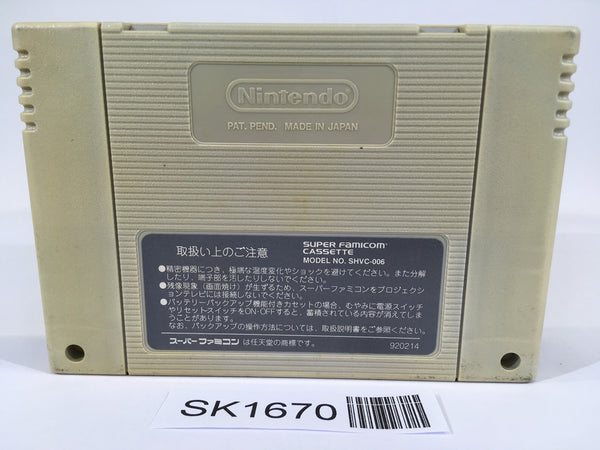 Nintendo
PAT. PEND. MADE IN JAPAN
取扱い上のご注意
SUPER FAMICOM™
CASSETTE
MODEL NO. SHVC-006
●精密機器につき、極端な温度変化やショックを避けてください。また分解
したり、端子部を汚したりしないでください。
●残像現象（画面焼け）が生ずるため、スーパーファミコンをプロジェクシ
ョンテレビには接続しないでください。
●バッテリーバックアップ機能付きカセットの場合、むやみに電源スイッチ
やリセットスイッチをON・OFFすると、蓄積されている内容が消えてしま
うことがあります。
なお、バックアップの操作方法については、取扱説明書をご参照ください。
スーパーファミコン は任天堂の商標です。
920214
SK1670